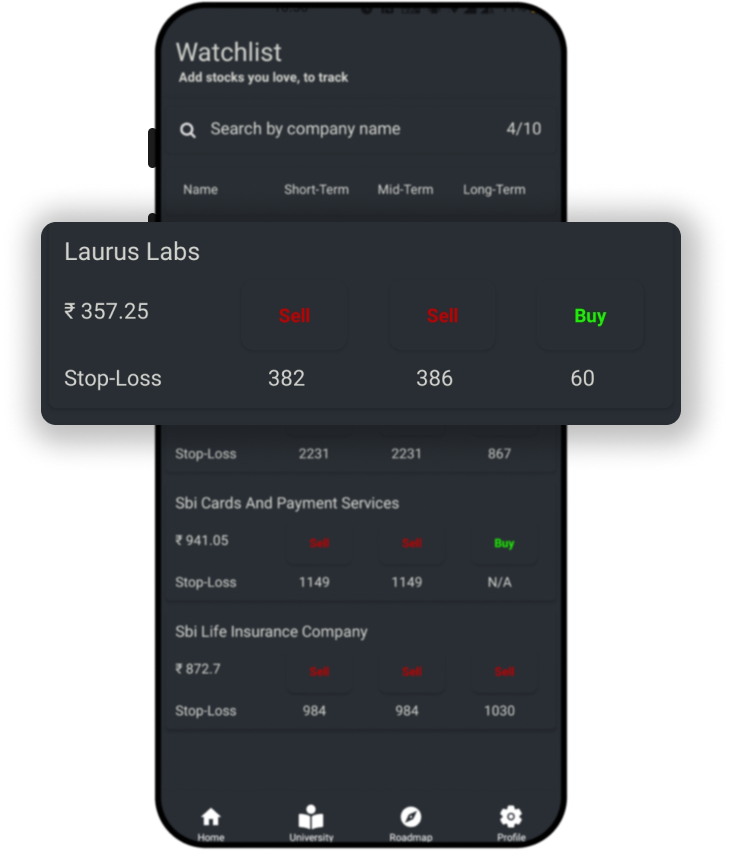 Watchlist
Add stocks you love, to track
Search by company name 4/10
Name Short-Term Mid-Term Long-Term
Laurus Labs
₹ 357.25 Sell Sell Buy
Stop-Loss 382 386 60
Stop-Loss 2231 2231 867
Sbi Cards And Payment Services
₹ 941.05 Sell Sell Buy
Stop-Loss 1149 1149 N/A
Sbi Life Insurance Company
₹ 872.7 Sell Sell Sell
Stop-Loss 984 984 1030
Home University Roadmap Profile